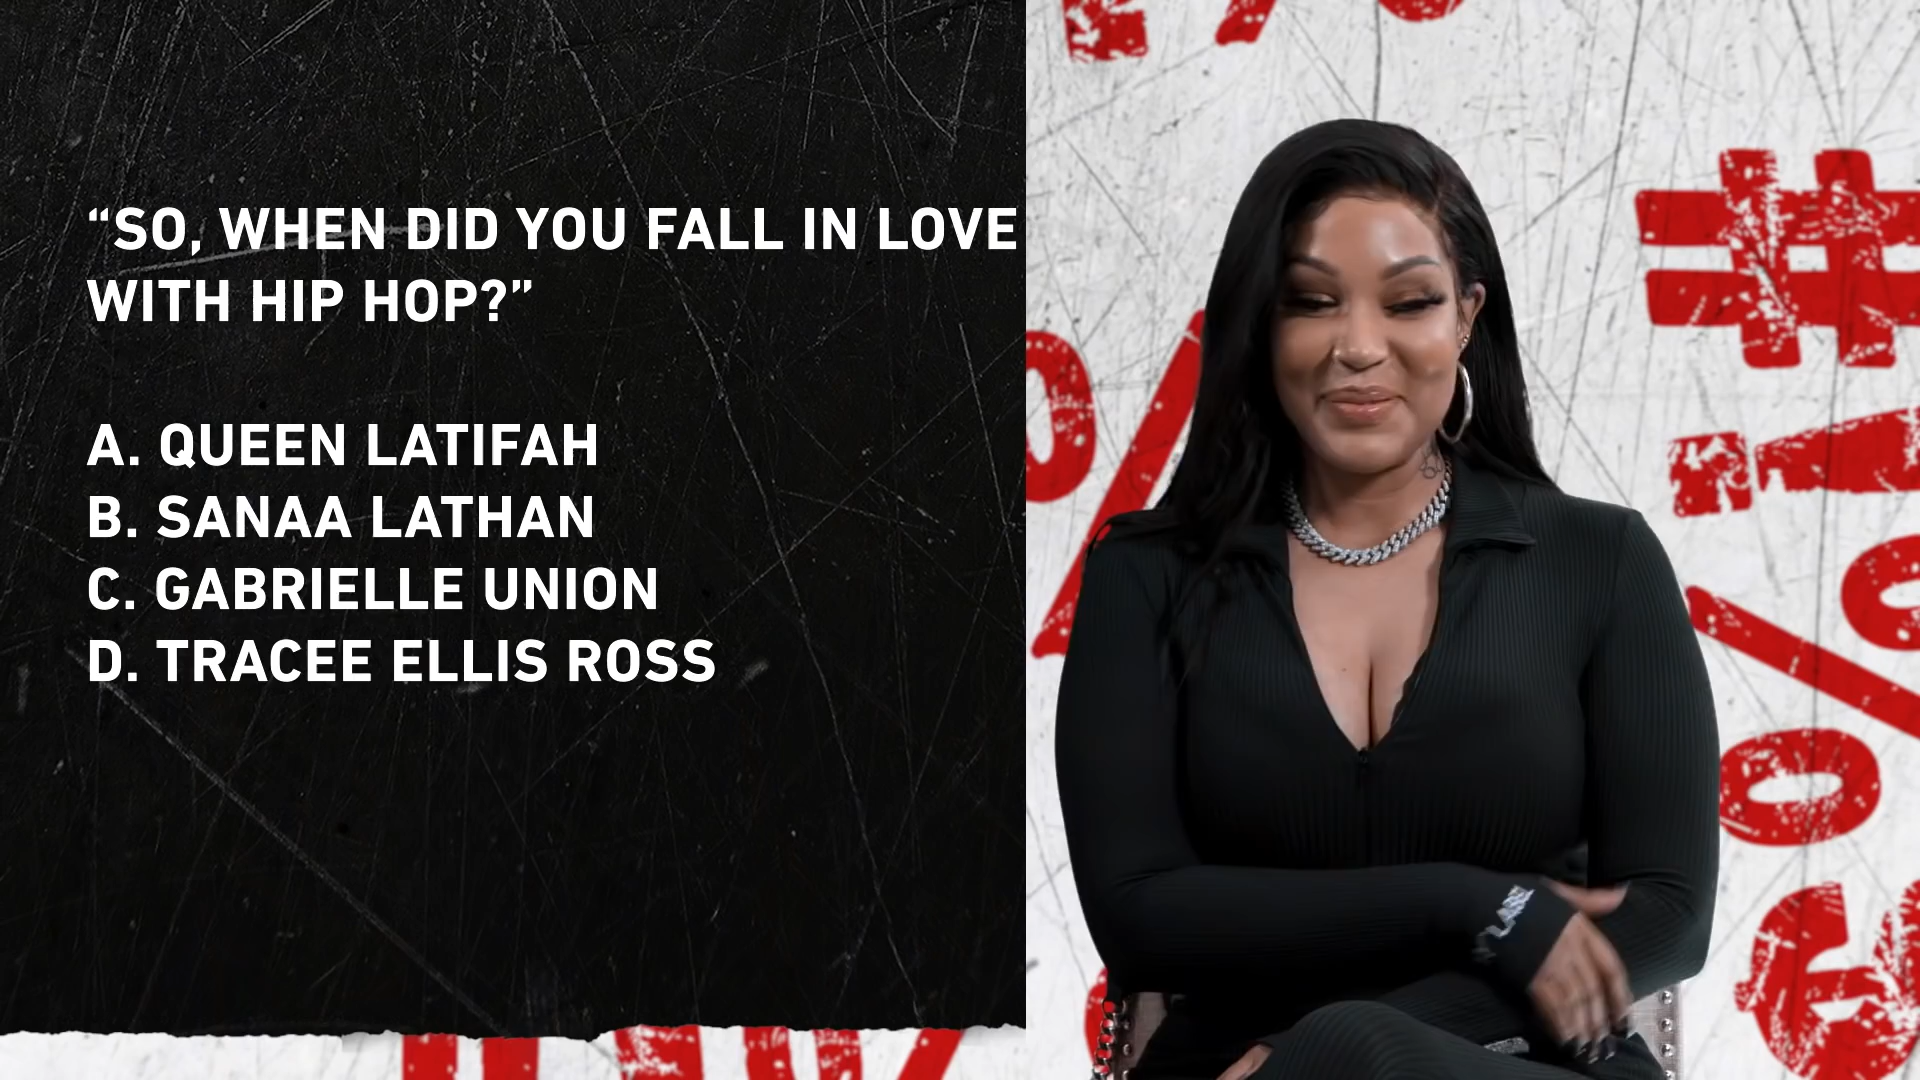 “SO, WHEN DID YOU FALL IN LOVE
WITH HIP HOP?”
A. QUEEN LATIFAH
B. SANAA LATHAN
C. GABRIELLE UNION
D. TRACEE ELLIS ROSS